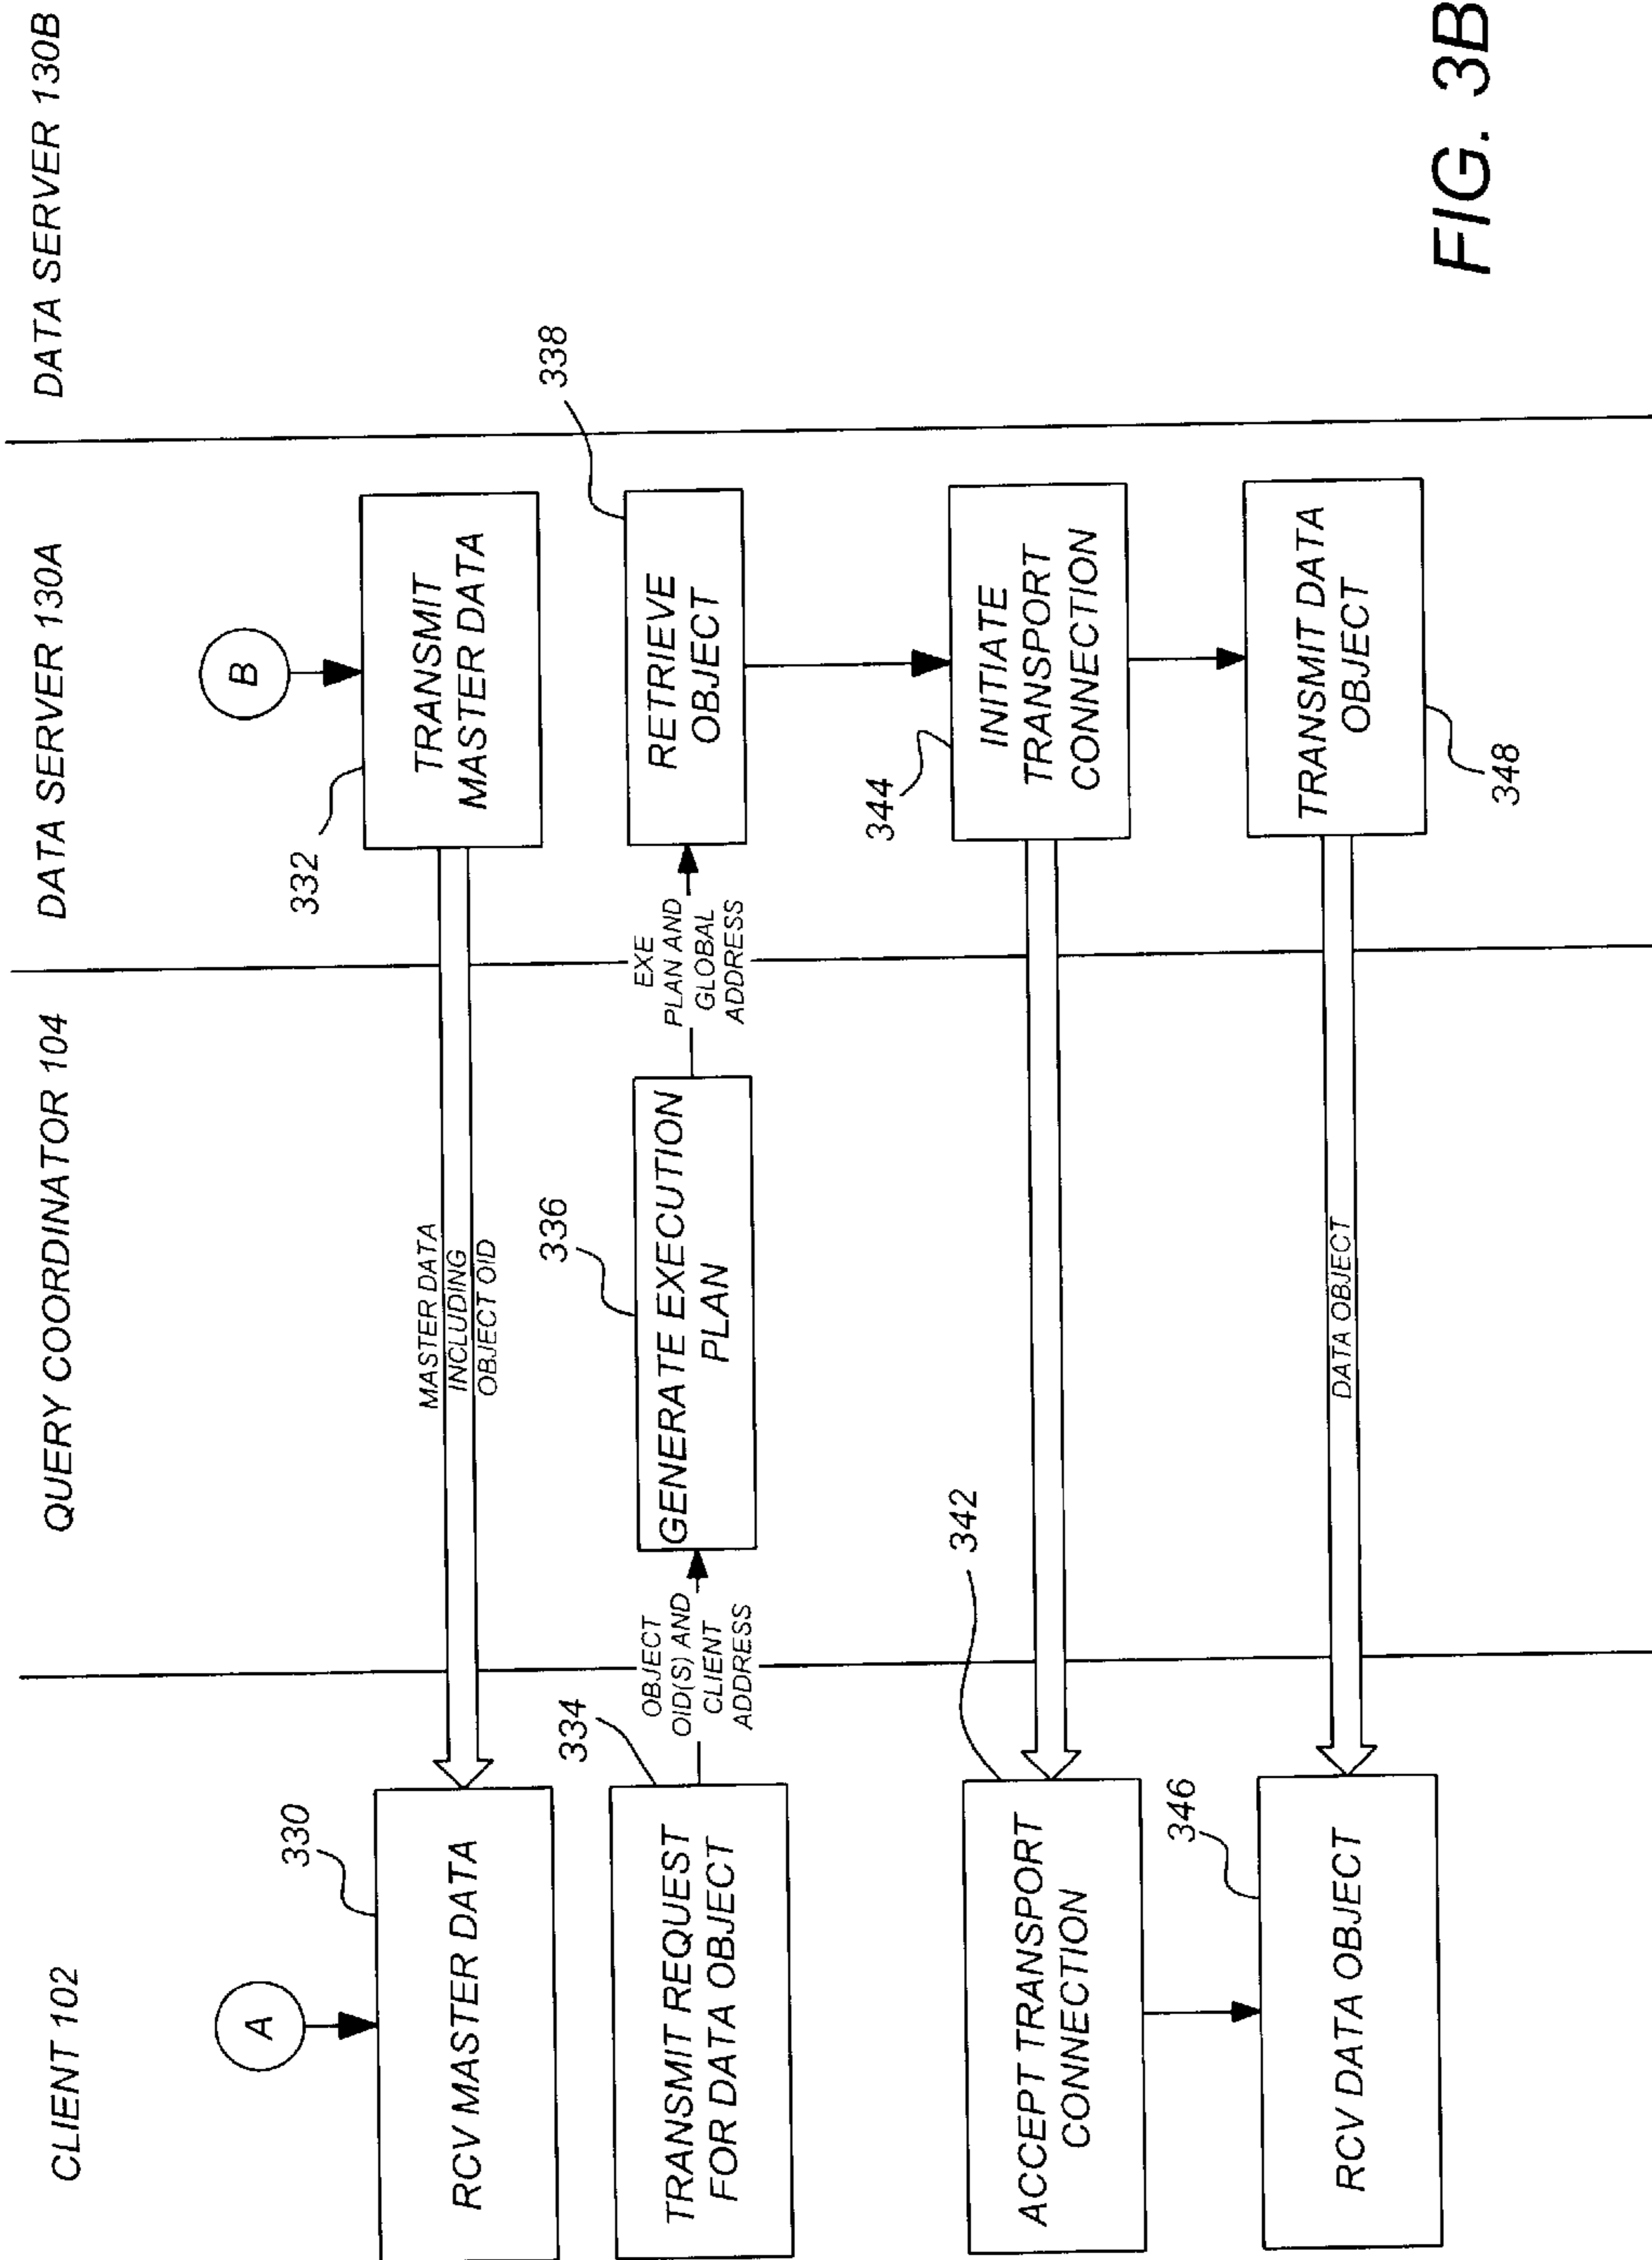 CLIENT 102
QUERY COORDINATOR 104
DATA SERVER 130A
DATA SERVER 130B
A
B
330
RCV MASTER DATA
MASTER DATA
INCLUDING
OBJECT OID
332
TRANSMIT
MASTER DATA
334
TRANSMIT REQUEST
FOR DATA OBJECT
OBJECT
OID(S) AND
CLIENT
ADDRESS
336
GENERATE EXECUTION
PLAN
EXE
PLAN AND
GLOBAL
ADDRESS
338
RETRIEVE
OBJECT
342
ACCEPT TRANSPORT
CONNECTION
344
INITIATE
TRANSPORT
CONNECTION
346
RCV DATA OBJECT
DATA OBJECT
TRANSMIT DATA
OBJECT
348
FIG. 3B